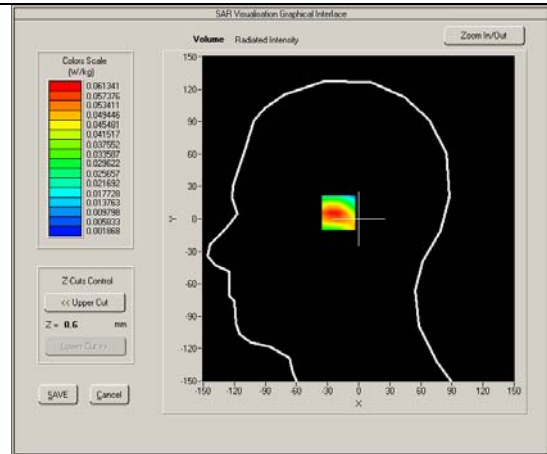 SAR Visualisation Graphical Interface
Volume Radiated Intensity
Zoom In/Out
Colors Scale
(W/kg)
0.061341
0.057376
0.053411
0.049446
0.045481
0.041517
0.037552
0.033587
0.029622
0.025657
0.021692
0.017728
0.013763
0.009798
0.005833
0.001868
150
120
90
60
30
0
-30
-60
-90
-120
-150
Y
-150 -120 -90 -60 -30 0 30 60 90 120 150
X
Z Cuts Control
<< Upper Cut
Z = 0.6 mm
Lower Cut >>
SAVE
Cancel